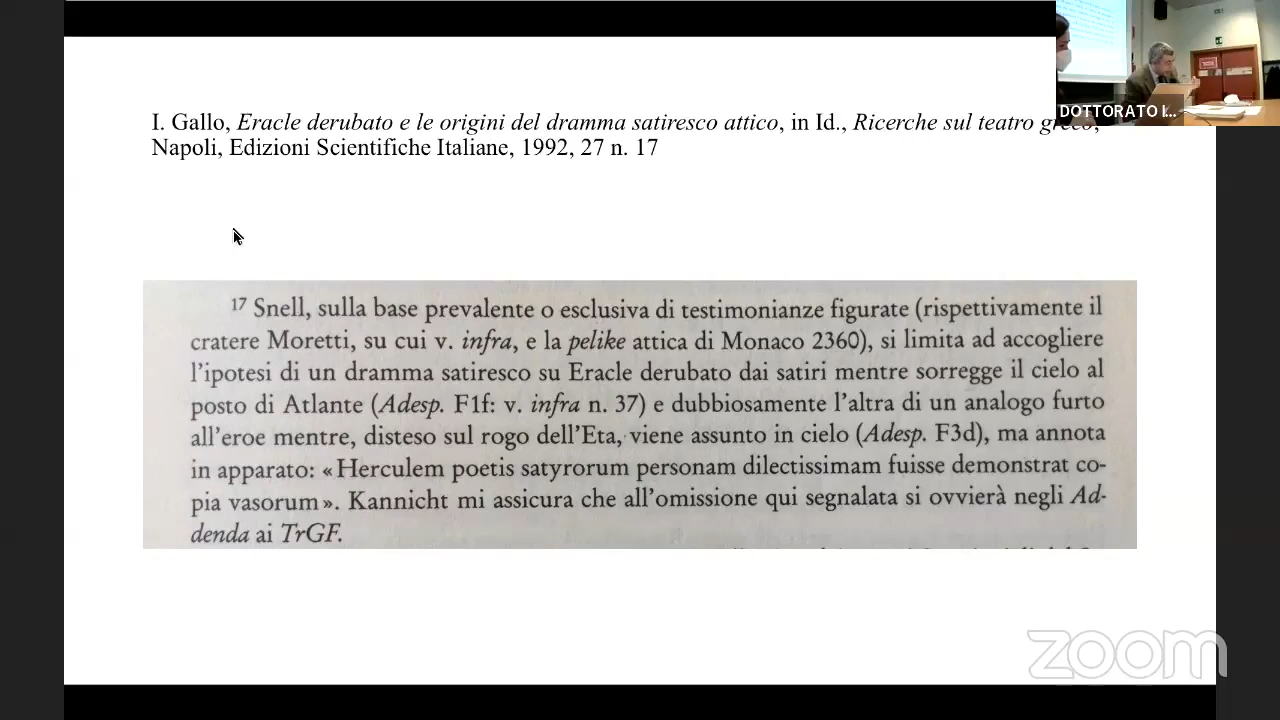 I. Gallo, Eracle derubato e le origini del dramma satiresco attico, in Id., Ricerche sul teatro greco,
Napoli, Edizioni Scientifiche Italiane, 1992, 27 n. 17
DOTTORATO I...
17 Snell, sulla base prevalente o esclusiva di testimonianze figurate (rispettivamente il
cratere Moretti, su cui v. infra, e la pelike attica di Monaco 2360), si limita ad accogliere
l'ipotesi di un dramma satiresco su Eracle derubato dai satiri mentre sorregge il cielo al
posto di Atlante (Adesp. F1f: v. infra n. 37) e dubbiosamente l'altra di un analogo furto
all'eroe mentre, disteso sul rogo dell'Eta, viene assunto in cielo (Adesp. F3d), ma annota
in apparato: «Herculem poetis satyrorum personam dilectissimam fuisse demonstrat co-
pia vasorum». Kannicht mi assicura che all'omissione qui segnalata si ovvierà negli Ad-
denda ai TrGF.
zoom